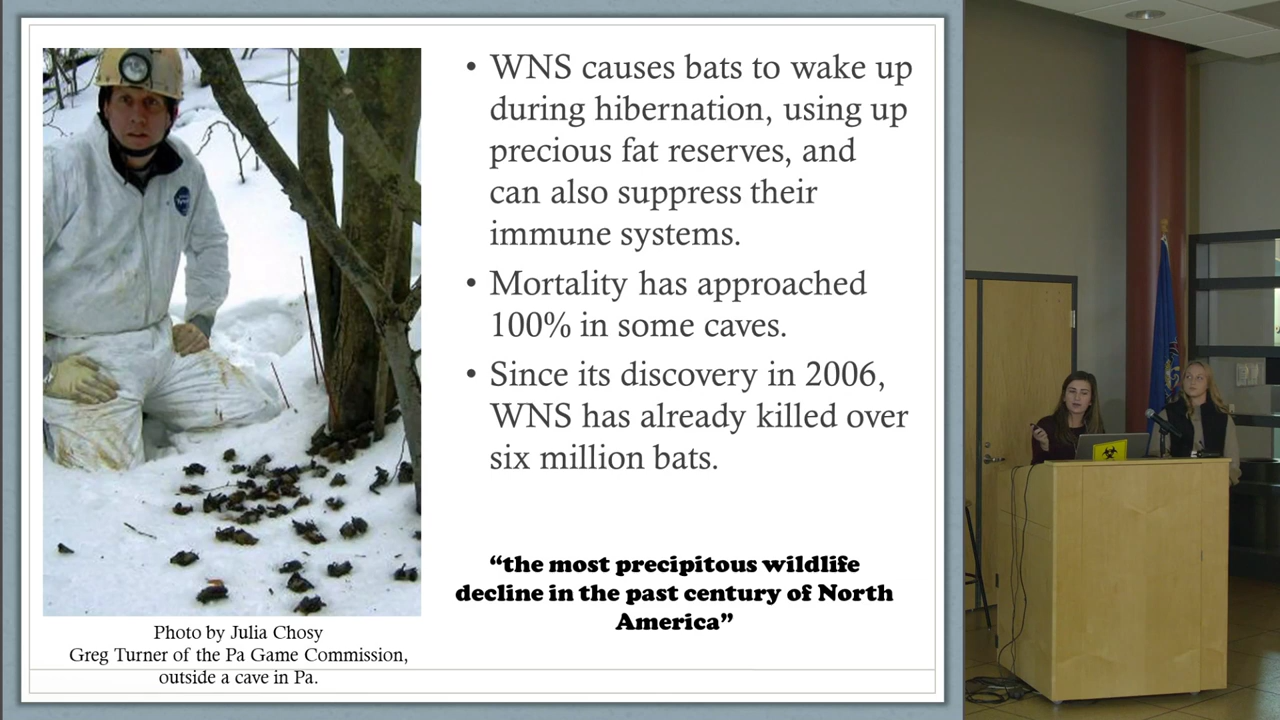 • WNS causes bats to wake up
during hibernation, using up
precious fat reserves, and
can also suppress their
immune systems.
• Mortality has approached
100% in some caves.
• Since its discovery in 2006,
WNS has already killed over
six million bats.
“the most precipitous wildlife
decline in the past century of North
America”
Photo by Julia Chosy
Greg Turner of the Pa Game Commission,
outside a cave in Pa.